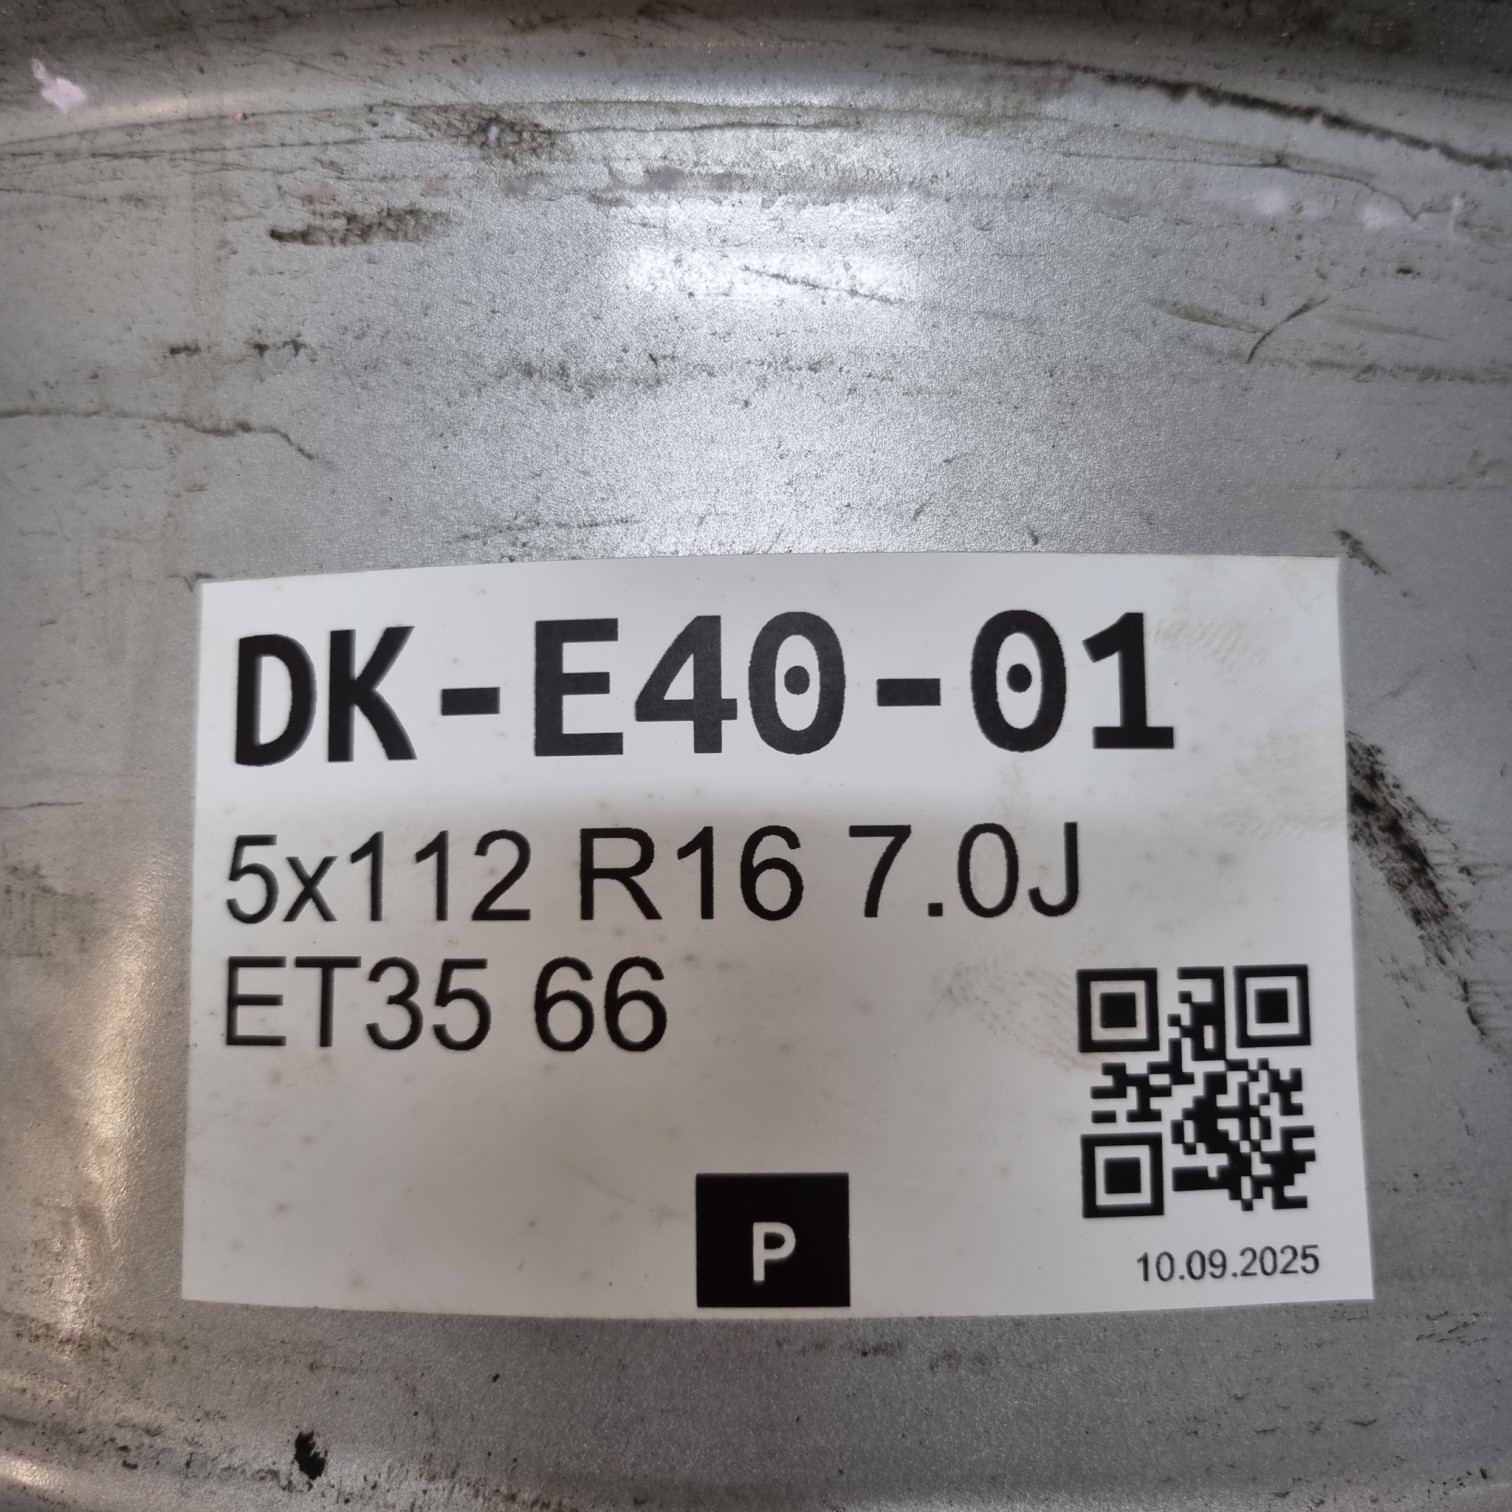 DK-E40-01
5x112 R16 7.0J
ET35 66
P
10.09.2025